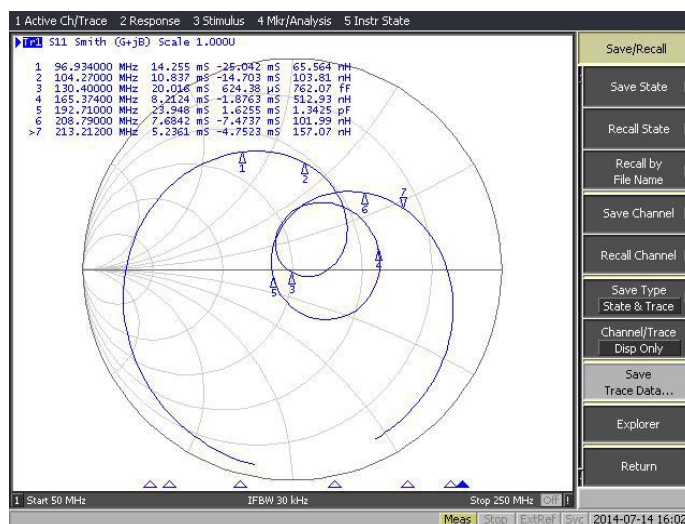 1 Active Ch/Trace 2 Response 3 Stimulus 4 Mkr/Analysis 5 Instr State
Tr1 S11 Smith (G+jB) Scale 1.000U
1 96.934000 MHz 14.255 mS -25.042 mS 65.564 nH
2 104.27000 MHz 10.837 mS -14.703 mS 103.81 nH
3 130.40000 MHz 20.016 mS 624.38 µS 762.07 fF
4 165.37400 MHz 8.2124 mS -1.8763 mS 512.93 nH
5 192.71000 MHz 23.948 mS 1.6255 mS 1.3425 pF
6 208.79000 MHz 7.6842 mS -7.4737 mS 101.99 nH
>7 213.21200 MHz 5.2361 mS -4.7523 mS 157.07 nH
1
2
7
6
4
5
3
Save/Recall
Save State
Recall State
Recall by
File Name
Save Channel
Recall Channel
Save Type
State & Trace
Channel/Trace
Disp Only
Save
Trace Data...
Explorer
Return
1 Start 50 MHz IFBW 30 kHz Stop 250 MHz Off !
Meas Stop ExtRef Svc 2014-07-14 16:02